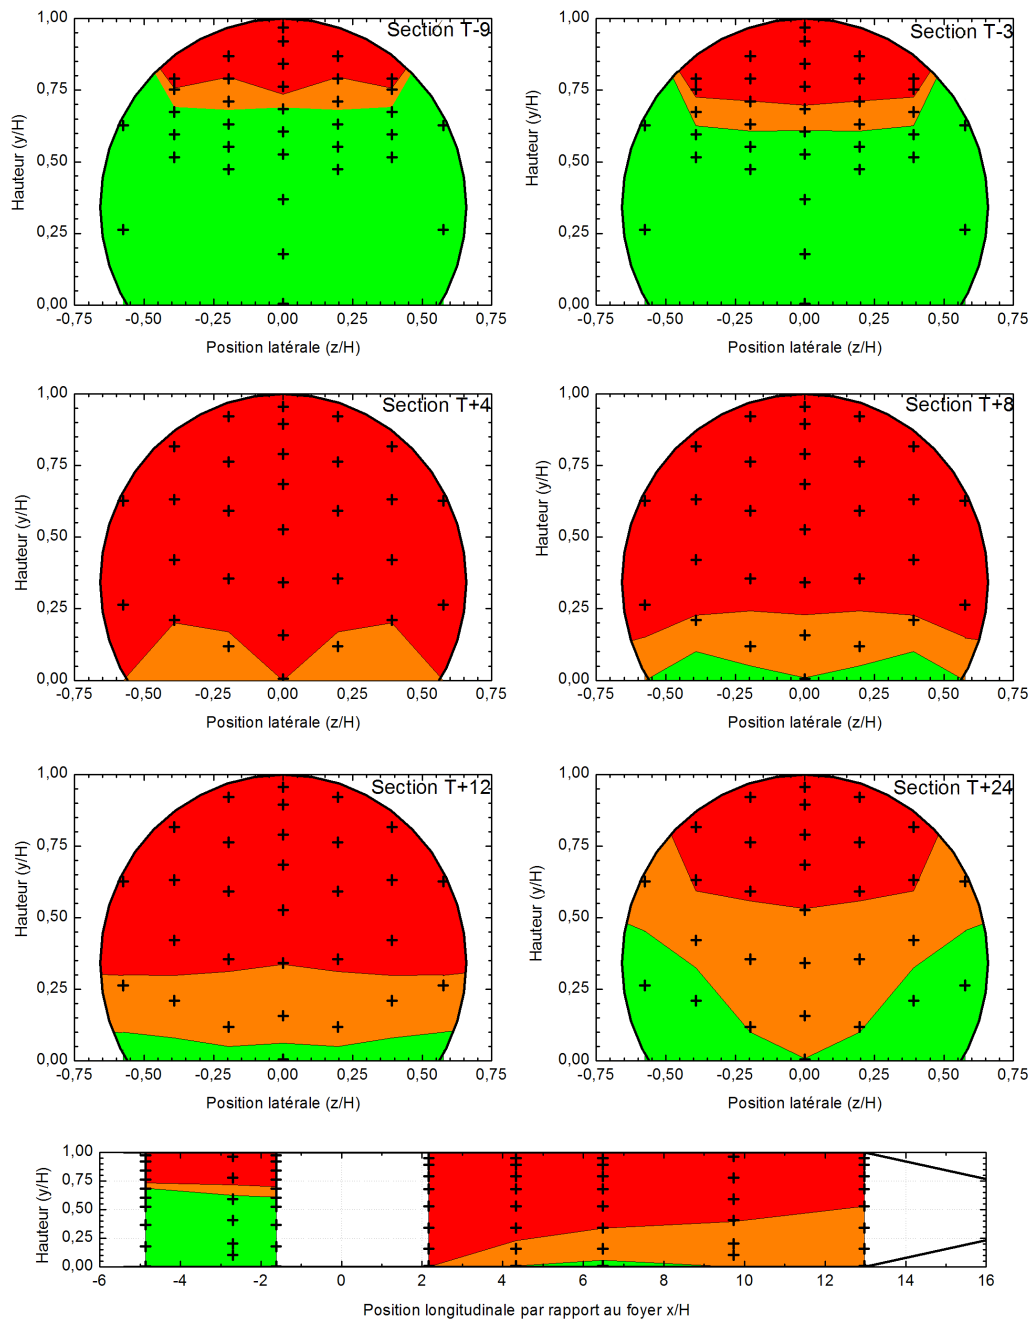 Section T-9
Hauteur (y/H)
1,00
0,75
0,50
0,25
0,00
-0,75 -0,50 -0,25 0,00 0,25 0,50 0,75
Position latérale (z/H)
Section T-3
Hauteur (y/H)
1,00
0,75
0,50
0,25
0,00
-0,75 -0,50 -0,25 0,00 0,25 0,50 0,75
Position latérale (z/H)
Section T+4
Hauteur (y/H)
1,00
0,75
0,50
0,25
0,00
-0,75 -0,50 -0,25 0,00 0,25 0,50 0,75
Position latérale (z/H)
Section T+8
Hauteur (y/H)
1,00
0,75
0,50
0,25
0,00
-0,75 -0,50 -0,25 0,00 0,25 0,50 0,75
Position latérale (z/H)
Section T+12
Hauteur (y/H)
1,00
0,75
0,50
0,25
0,00
-0,75 -0,50 -0,25 0,00 0,25 0,50 0,75
Position latérale (z/H)
Section T+24
Hauteur (y/H)
1,00
0,75
0,50
0,25
0,00
-0,75 -0,50 -0,25 0,00 0,25 0,50 0,75
Position latérale (z/H)
Hauteur (y/H)
1,00
0,75
0,50
0,25
0,00
-6 -4 -2 0 2 4 6 8 10 12 14 16
Position longitudinale par rapport au foyer x/H